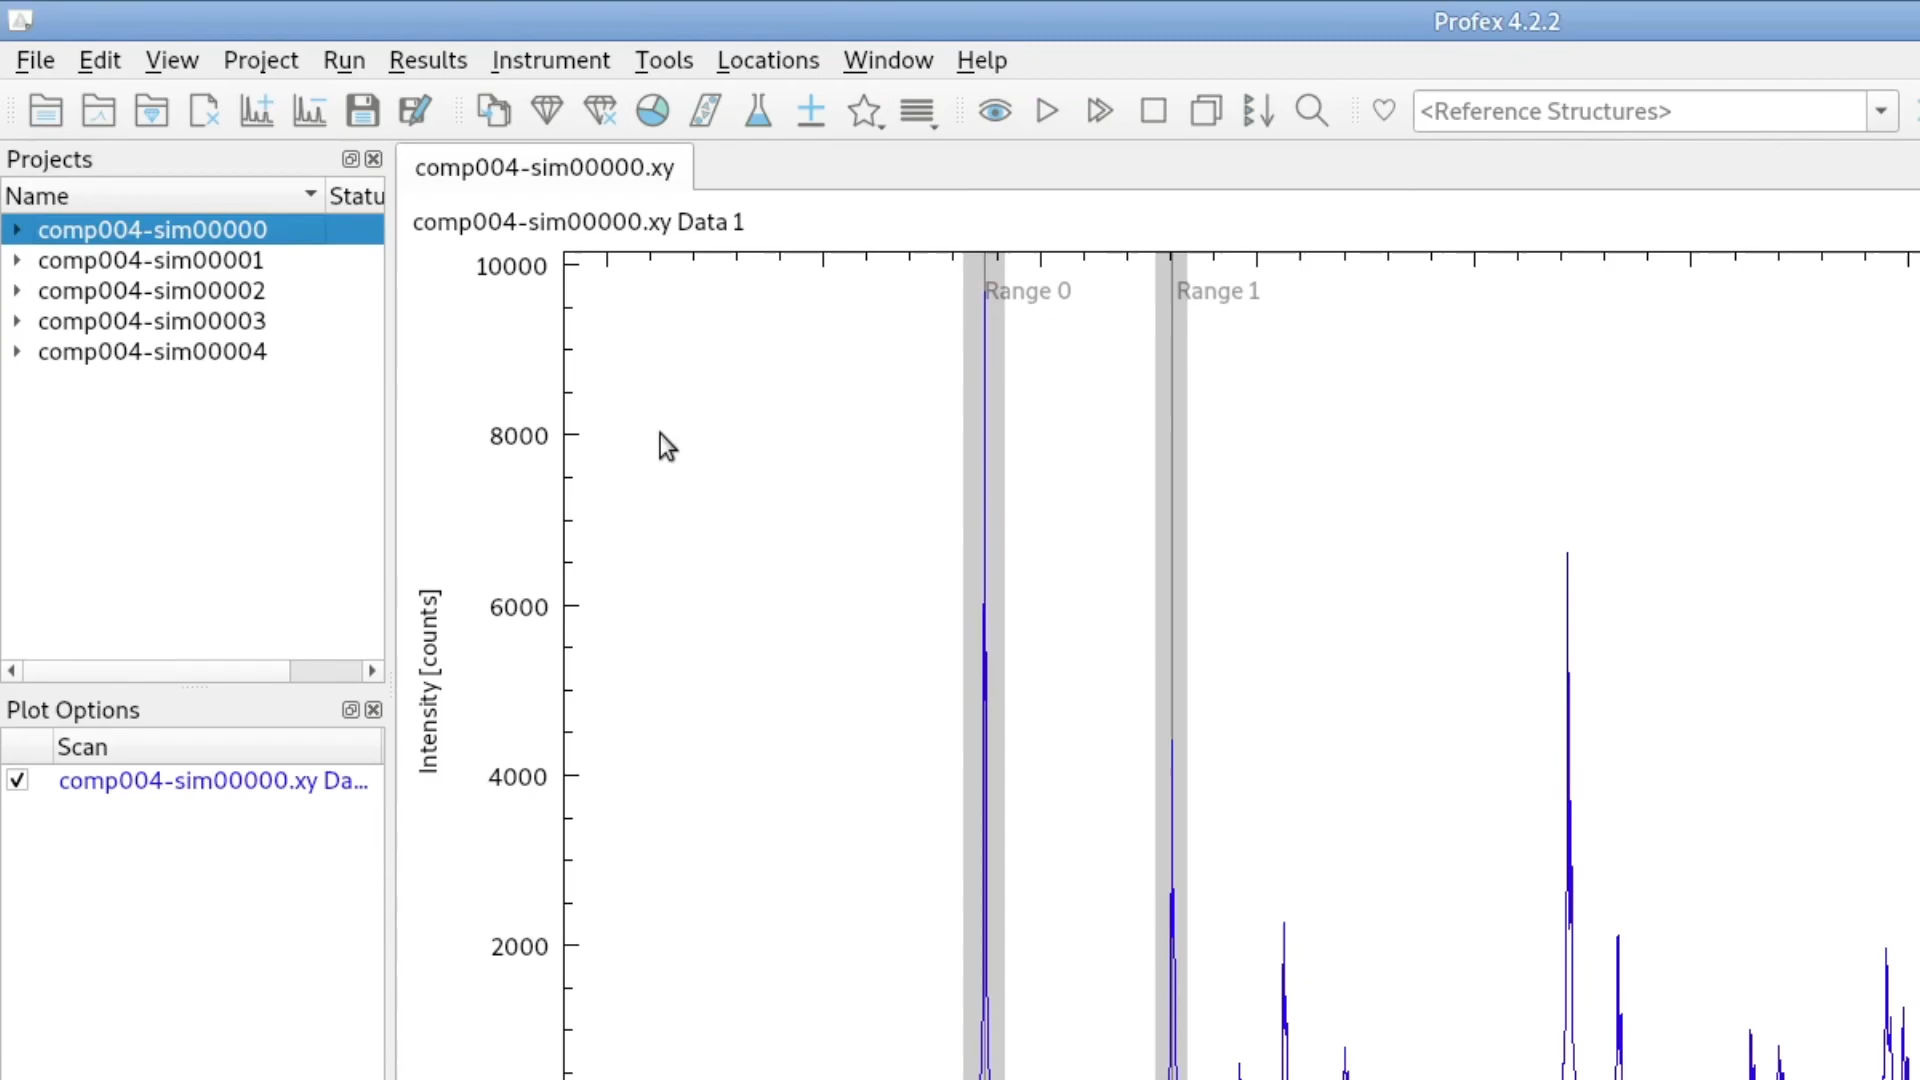 Profex 4.2.2
File Edit View Project Run Results Instrument Tools Locations Window Help
<Reference Structures>
Projects
Name Statu
comp004-sim00000
comp004-sim00001
comp004-sim00002
comp004-sim00003
comp004-sim00004
Plot Options
Scan
comp004-sim00000.xy Da...
comp004-sim00000.xy
comp004-sim00000.xy Data 1
10000
8000
6000
4000
2000
Intensity [counts]
Range 0
Range 1